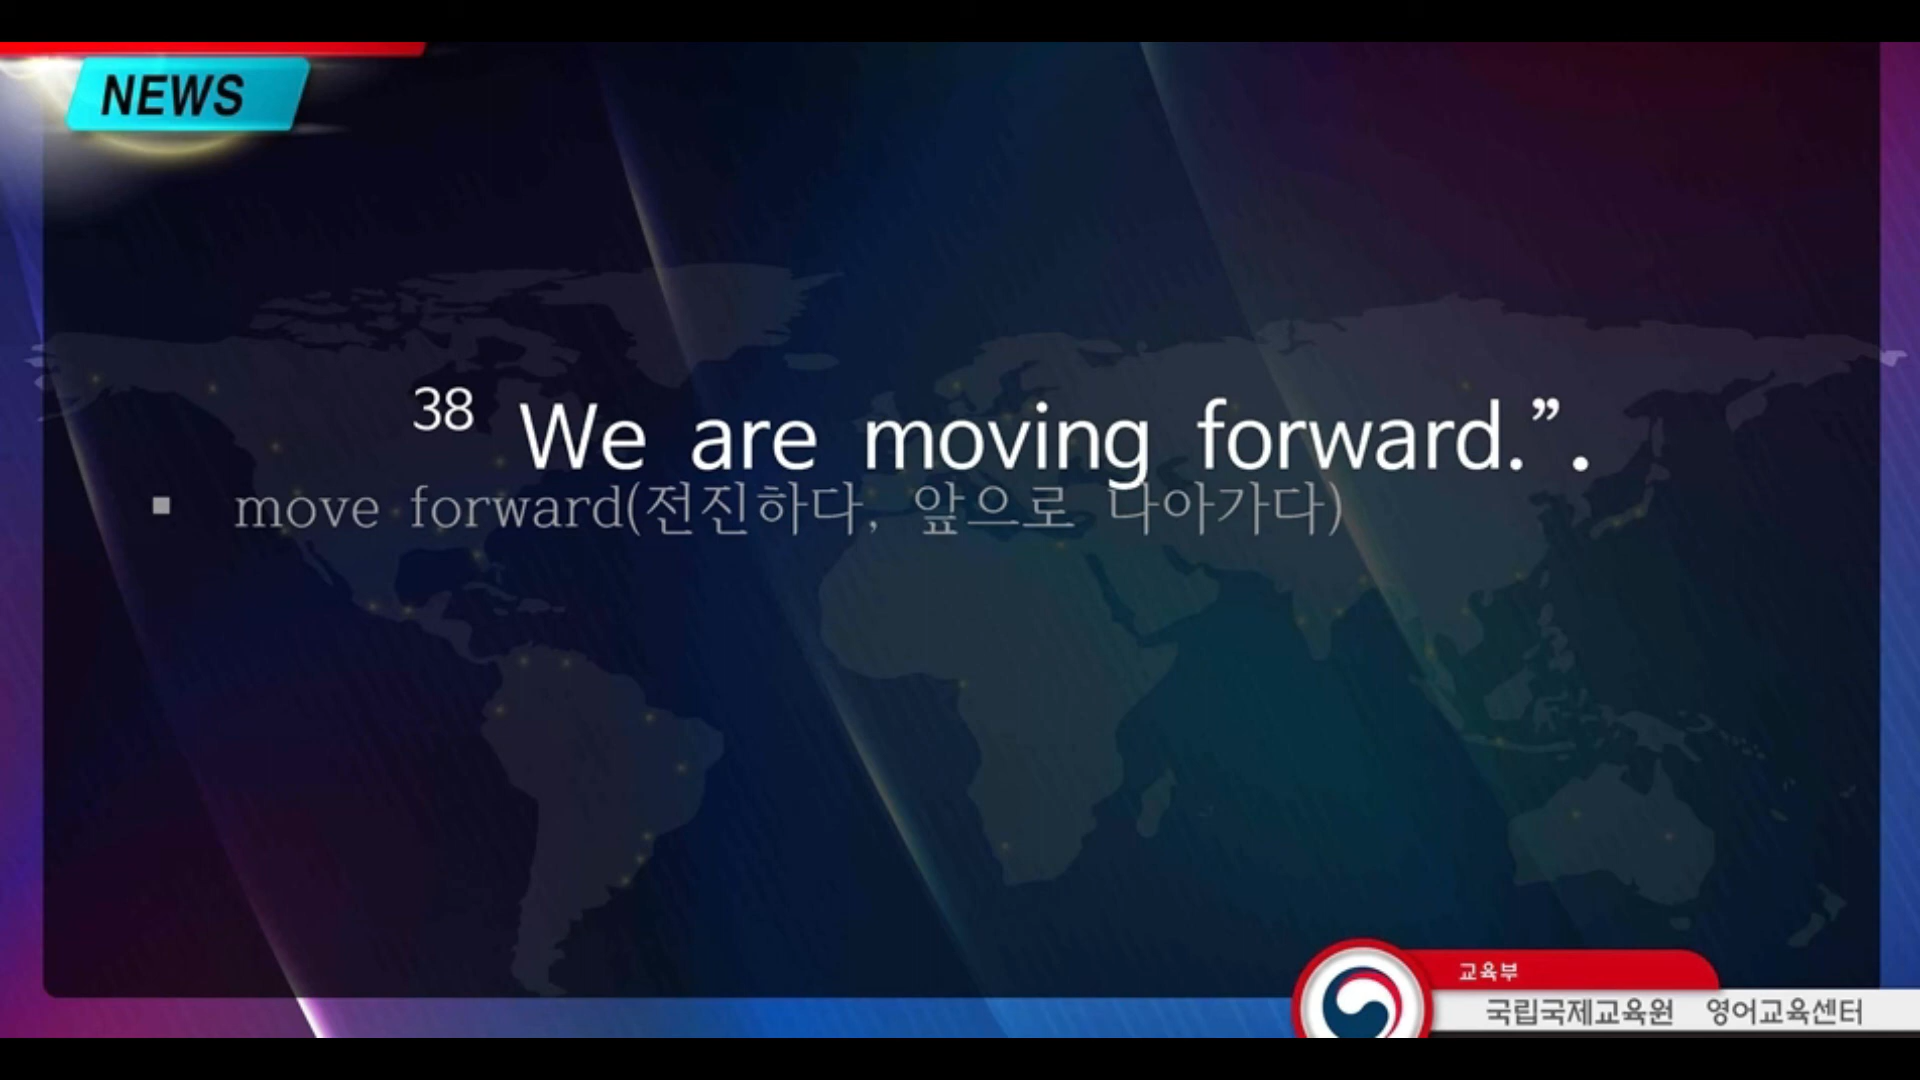 NEWS
38 We are moving forward.”.
▪ move forward(전진하다, 앞으로 나아가다)
교육부
국립국제교육원 영어교육센터